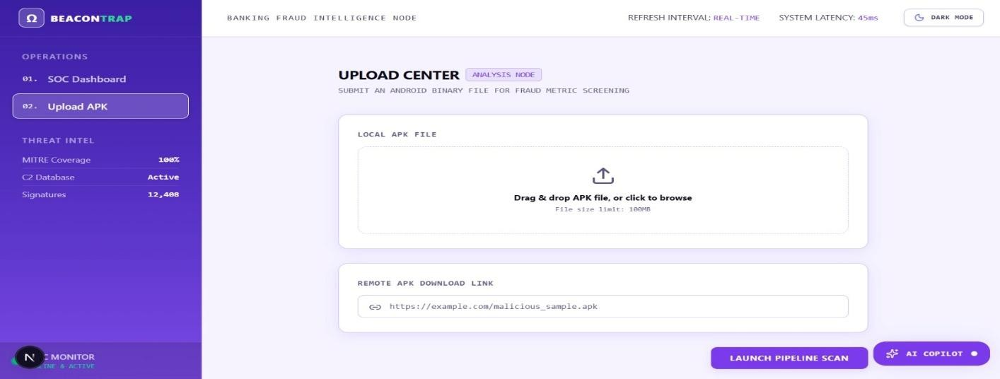 Ω BEACONTRAP
BANKING FRAUD INTELLIGENCE NODE
REFRESH INTERVAL: REAL-TIME
SYSTEM LATENCY: 45ms
DARK MODE
OPERATIONS
01. SOC Dashboard
02. Upload APK
THREAT INTEL
MITRE Coverage 100%
C2 Database Active
Signatures 12,408
N
C MONITOR
LINE & ACTIVE
UPLOAD CENTER ANALYSIS NODE
SUBMIT AN ANDROID BINARY FILE FOR FRAUD METRIC SCREENING
LOCAL APK FILE
Drag & drop APK file, or click to browse
File size limit: 100MB
REMOTE APK DOWNLOAD LINK
https://example.com/malicious_sample.apk
LAUNCH PIPELINE SCAN
AI COPILOT